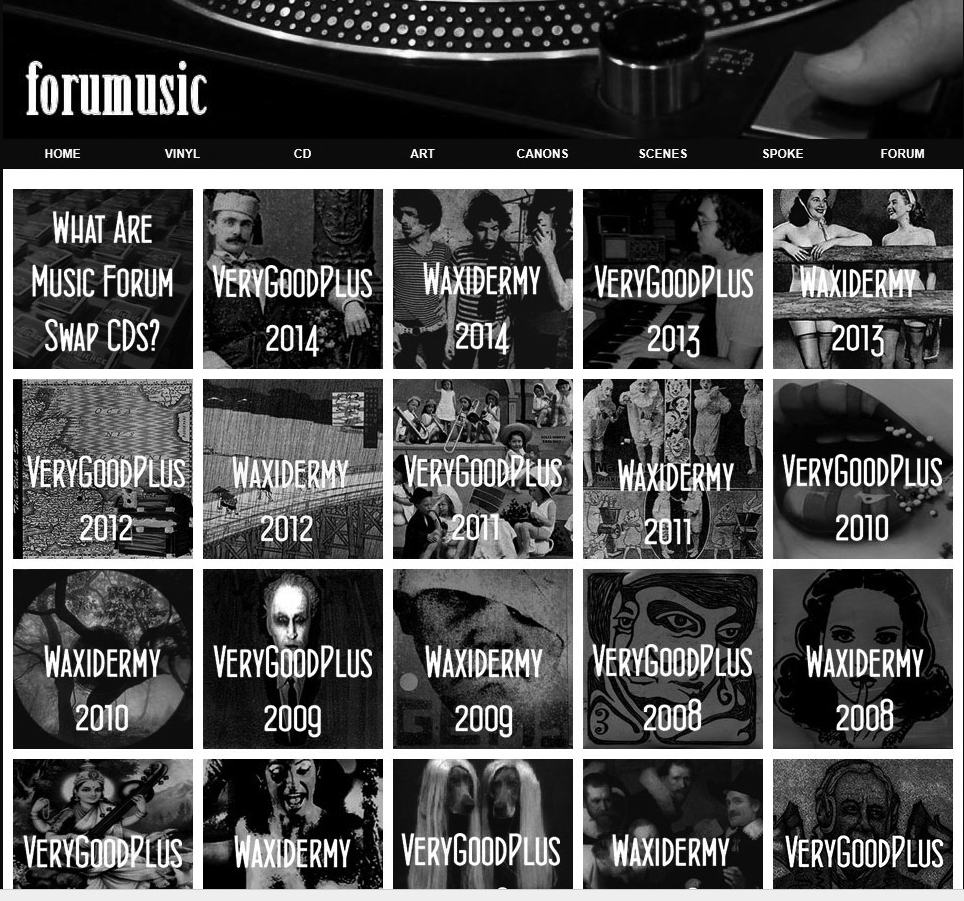 forumusic
HOME VINYL CD ART CANONS SCENES SPOKE FORUM
What Are
Music Forum
Swap CDs?
VeryGoodPlus
2014
Waxidermy
2014
VeryGoodPlus
2013
Waxidermy
2013
VeryGoodPlus
2012
Waxidermy
2012
VeryGoodPlus
2011
Waxidermy
2011
VeryGoodPlus
2010
Waxidermy
2010
VeryGoodPlus
2009
Waxidermy
2009
VeryGoodPlus
2008
Waxidermy
2008
VeryGoodPlus
Waxidermy
VeryGoodPlus
Waxidermy
VeryGoodPlus